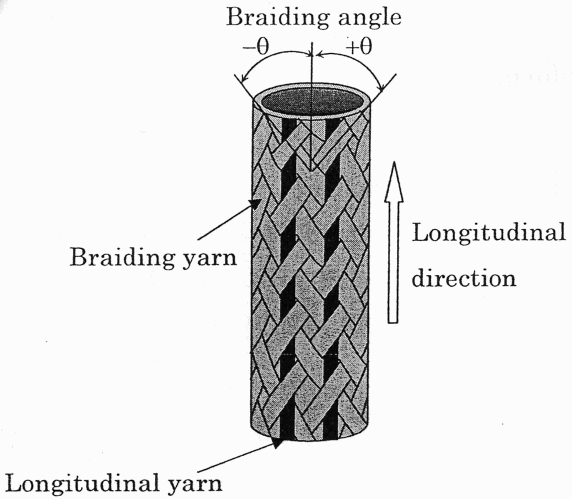 Braiding angle
−θ
+θ
Braiding yarn
Longitudinal
direction
Longitudinal yarn